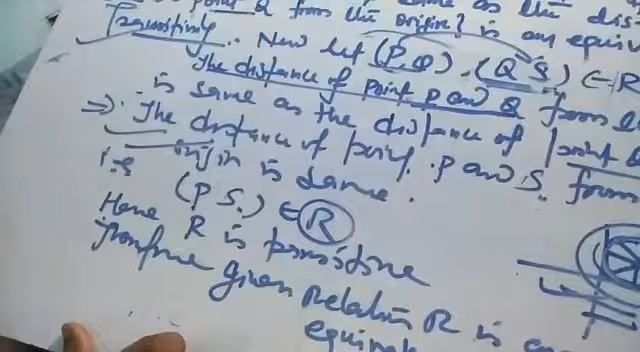 point Q from the origin is any equiv
Transitivity. Now let (P,Q), (Q S) ∈ R
The distance of point P and Q from
is same as the distance of point
⇒ The distance of point P and S from
origin is same.
i.e
(P S) ∈ R
Hence R is transitive
Therefore given Relation R is
equival